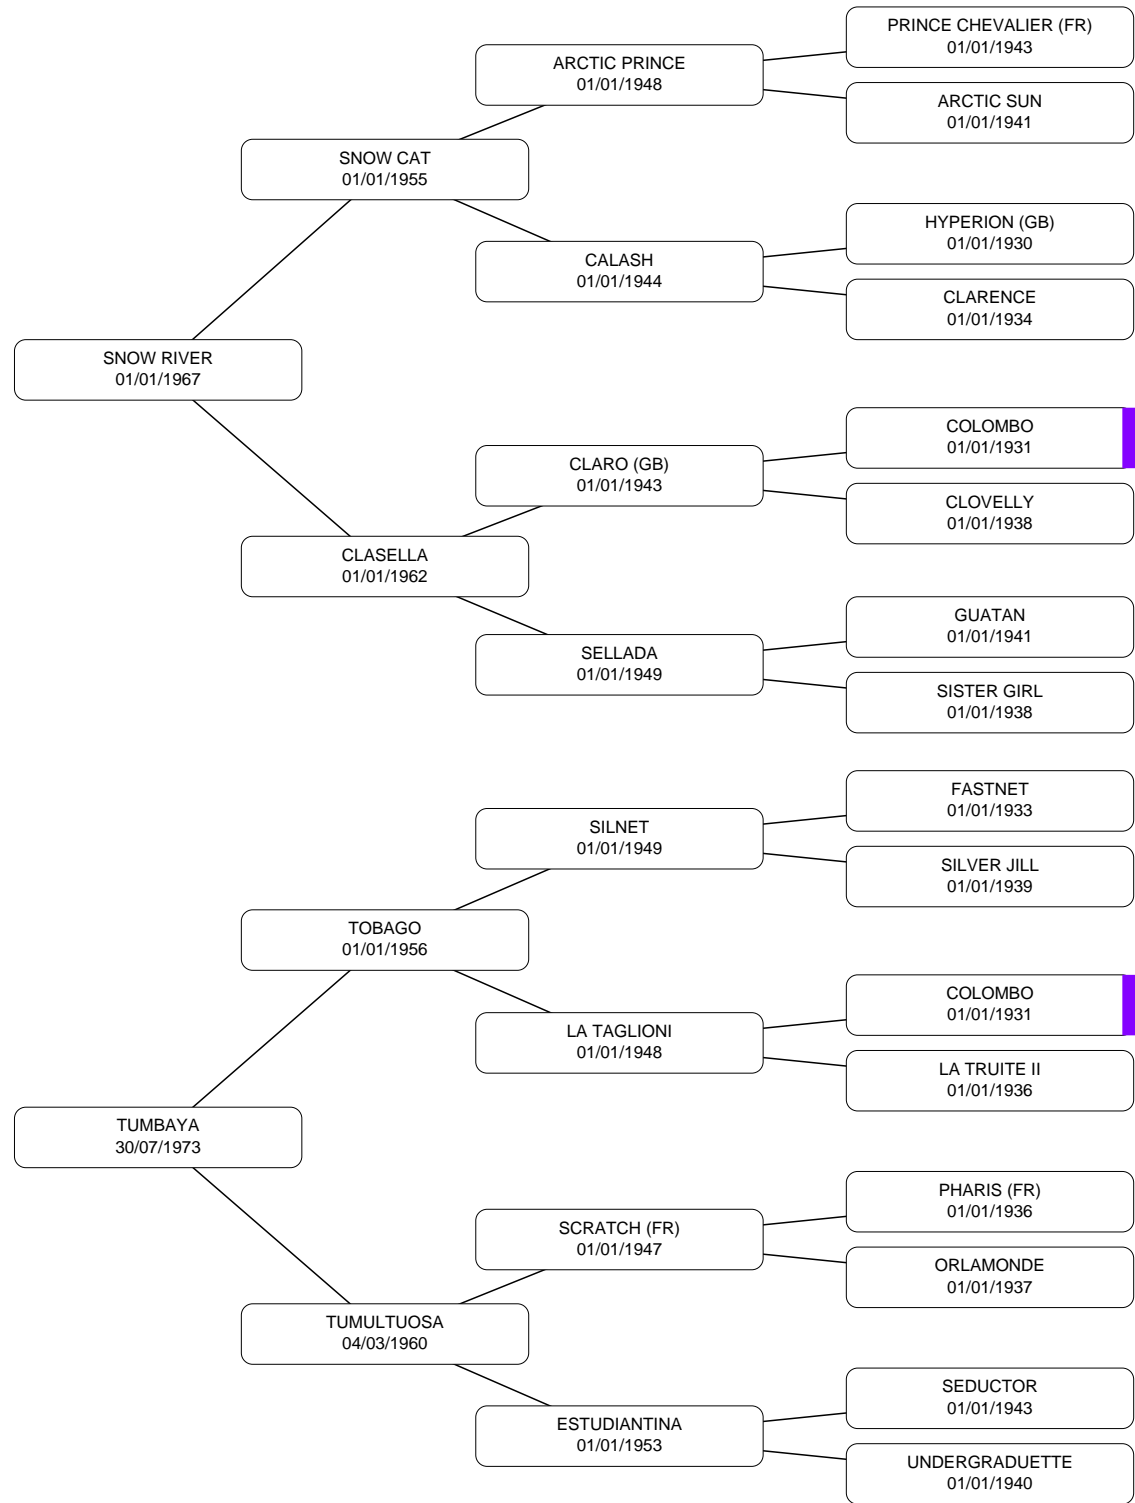 PRINCE CHEVALIER (FR)
01/01/1943
ARCTIC PRINCE
01/01/1948
ARCTIC SUN
01/01/1941
SNOW CAT
01/01/1955
HYPERION (GB)
01/01/1930
CALASH
01/01/1944
CLARENCE
01/01/1934
SNOW RIVER
01/01/1967
COLOMBO
01/01/1931
CLARO (GB)
01/01/1943
CLOVELLY
01/01/1938
CLASELLA
01/01/1962
GUATAN
01/01/1941
SELLADA
01/01/1949
SISTER GIRL
01/01/1938
FASTNET
01/01/1933
SILNET
01/01/1949
SILVER JILL
01/01/1939
TOBAGO
01/01/1956
COLOMBO
01/01/1931
LA TAGLIONI
01/01/1948
LA TRUITE II
01/01/1936
TUMBAYA
30/07/1973
PHARIS (FR)
01/01/1936
SCRATCH (FR)
01/01/1947
ORLAMONDE
01/01/1937
TUMULTUOSA
04/03/1960
SEDUCTOR
01/01/1943
ESTUDIANTINA
01/01/1953
UNDERGRADUETTE
01/01/1940